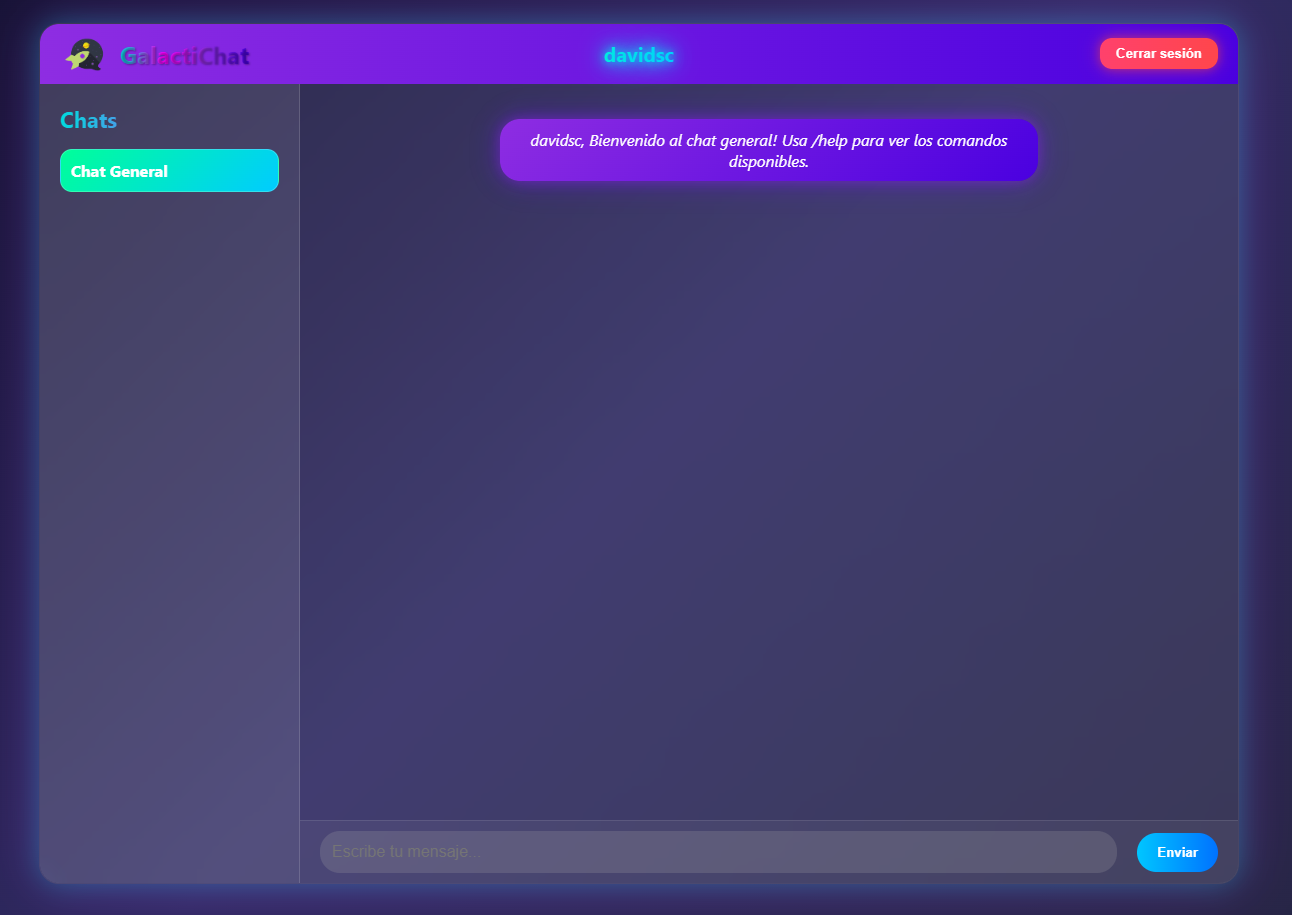 GalactiChat
davidsc
Cerrar sesión
Chats
Chat General
davidsc, Bienvenido al chat general! Usa /help para ver los comandos
disponibles.
Escribe tu mensaje...
Enviar